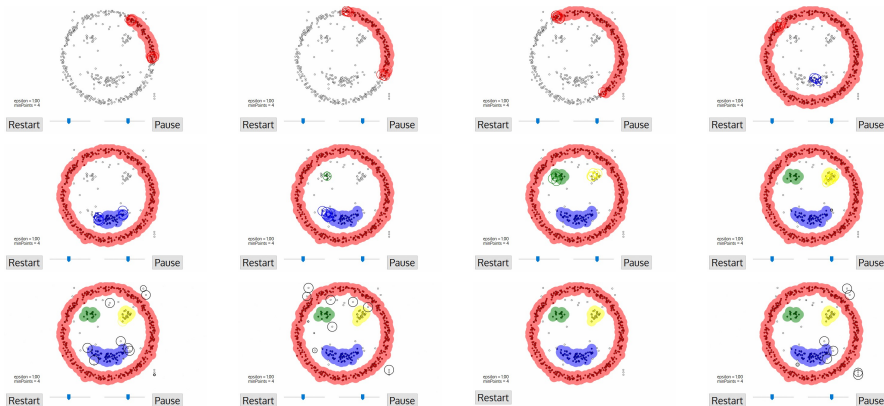 epsilon = 1.00
minPoints = 4
Restart
Pause
epsilon = 1.00
minPoints = 4
Restart
Pause
epsilon = 1.00
minPoints = 4
Restart
Pause
epsilon = 1.00
minPoints = 4
Restart
Pause
epsilon = 1.00
minPoints = 4
Restart
Pause
epsilon = 1.00
minPoints = 4
Restart
Pause
epsilon = 1.00
minPoints = 4
Restart
Pause
epsilon = 1.00
minPoints = 4
Restart
Pause
epsilon = 1.00
minPoints = 4
Restart
Pause
epsilon = 1.00
minPoints = 4
Restart
Pause
epsilon = 1.00
minPoints = 4
Restart
epsilon = 1.00
minPoints = 4
Restart
Pause